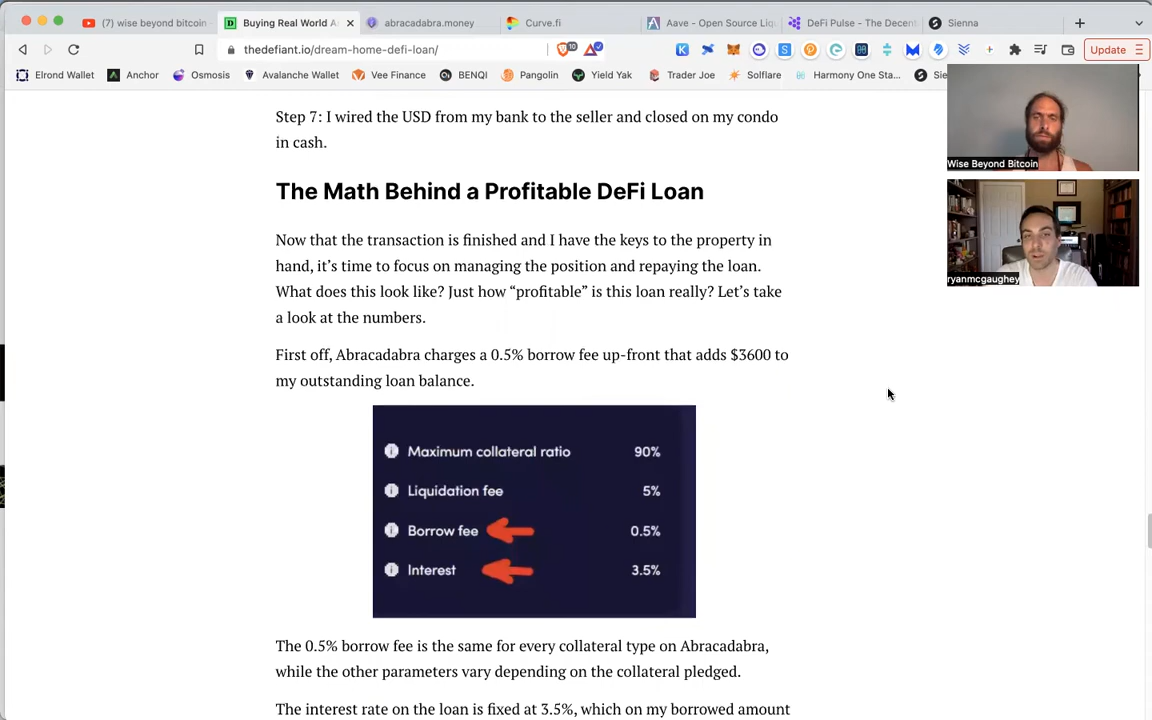 (7) wise beyond bitcoin -
Buying Real World A
abracadabra.money
Curve.fi
Aave - Open Source Liq
DeFi Pulse - The Decent
Sienna
thedefiant.io/dream-home-defi-loan/
10
Update
Elrond Wallet
Anchor
Osmosis
Avalanche Wallet
Vee Finance
BENQI
Pangolin
Yield Yak
Trader Joe
Solflare
Harmony One Sta...
Sie
Step 7: I wired the USD from my bank to the seller and closed on my condo
in cash.
Wise Beyond Bitcoin
The Math Behind a Profitable DeFi Loan
Now that the transaction is finished and I have the keys to the property in
hand, it's time to focus on managing the position and repaying the loan.
ryanmcgaughey
What does this look like? Just how “profitable” is this loan really? Let's take
a look at the numbers.
First off, Abracadabra charges a 0.5% borrow fee up-front that adds $3600 to
my outstanding loan balance.
Maximum collateral ratio 90%
Liquidation fee 5%
Borrow fee 0.5%
Interest 3.5%
The 0.5% borrow fee is the same for every collateral type on Abracadabra,
while the other parameters vary depending on the collateral pledged.
The interest rate on the loan is fixed at 3.5%, which on my borrowed amount